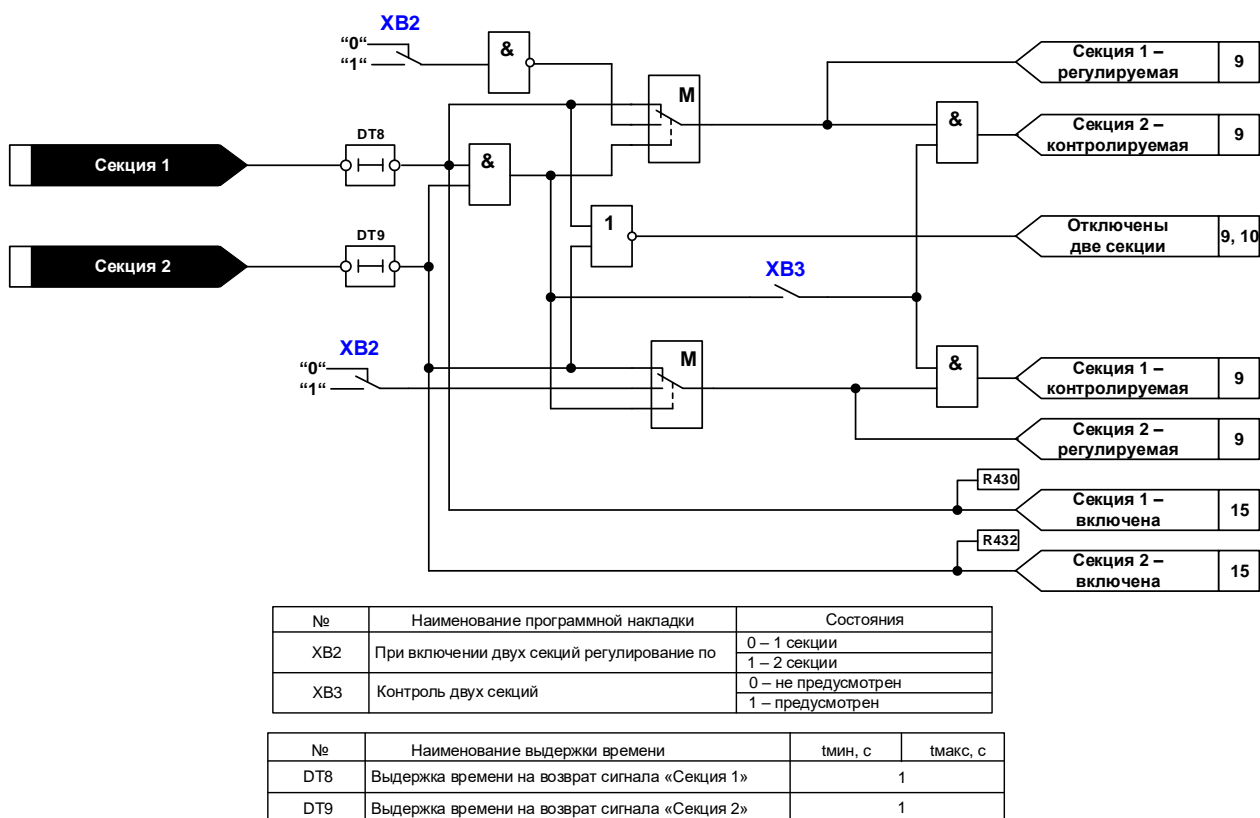 XB2
“0“
“1“
&
M
Секция 1 –
регулируемая
9
DT8
Секция 1
&
&
Секция 2 –
контролируемая
9
DT9
Секция 2
1
Отключены
две секции
9, 10
XB3
XB2
“0“
“1“
M
&
Секция 1 –
контролируемая
9
Секция 2 –
регулируемая
9
R430
Секция 1 –
включена
15
R432
Секция 2 –
включена
15
№ Наименование программной накладки Состояния
XB2 При включении двух секций регулирование по 0 – 1 секции
1 – 2 секции
XB3 Контроль двух секций 0 – не предусмотрен
1 – предусмотрен
№ Наименование выдержки времени tмин, с tмакс, с
DT8 Выдержка времени на возврат сигнала «Секция 1» 1
DT9 Выдержка времени на возврат сигнала «Секция 2» 1